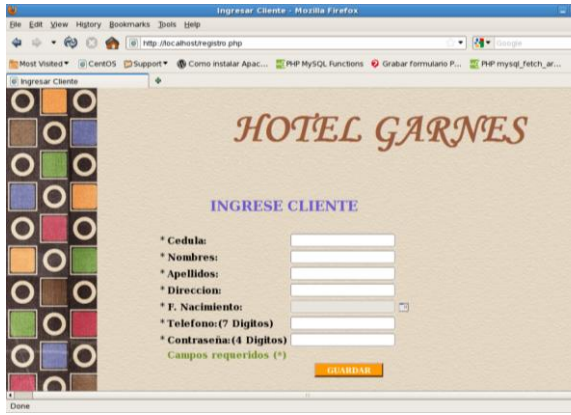 Ingresar Cliente - Mozilla Firefox
File Edit View History Bookmarks Tools Help
http://localhost/registro.php
Google
Most Visited CentOS Support Como instalar Apac... PHP MySQL Functions Grabar formulario P... PHP mysql_fetch_ar...
Ingresar Cliente
HOTEL GARNES
INGRESE CLIENTE
* Cedula:
* Nombres:
* Apellidos:
* Direccion:
* F. Nacimiento:
* Telefono:(7 Digitos)
* Contraseña:(4 Digitos)
Campos requeridos (*)
GUARDAR
Done